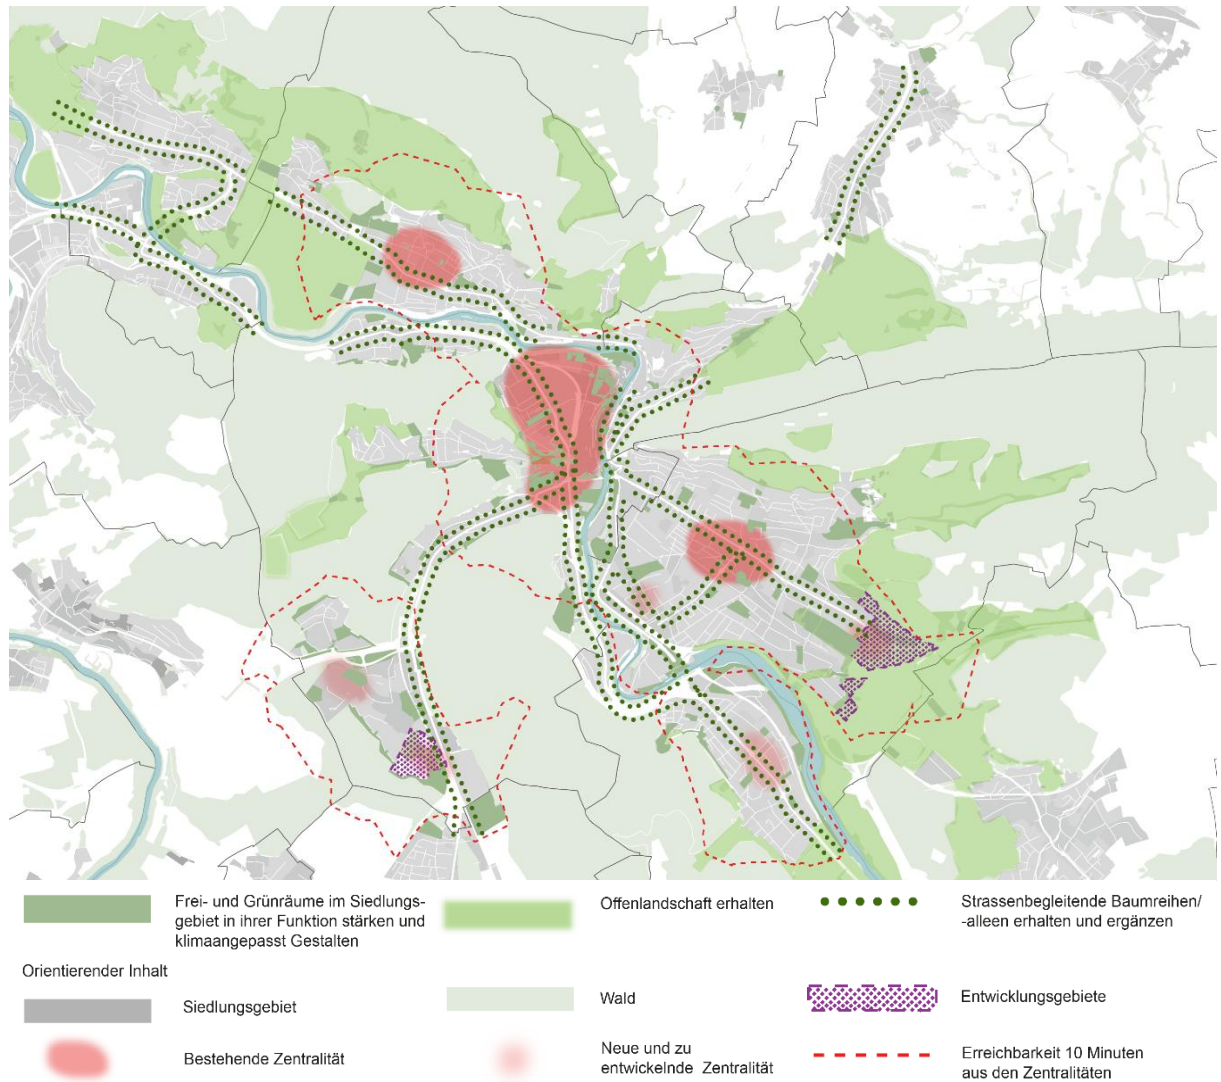 Frei- und Grünräume im Siedlungs-
gebiet in ihrer Funktion stärken und
klimaangepasst Gestalten
Offenlandschaft erhalten
Strassenbegleitende Baumreihen/
-alleen erhalten und ergänzen
Orientierender Inhalt
Siedlungsgebiet
Wald
Entwicklungsgebiete
Bestehende Zentralität
Neue und zu
entwickelnde Zentralität
Erreichbarkeit 10 Minuten
aus den Zentralitäten